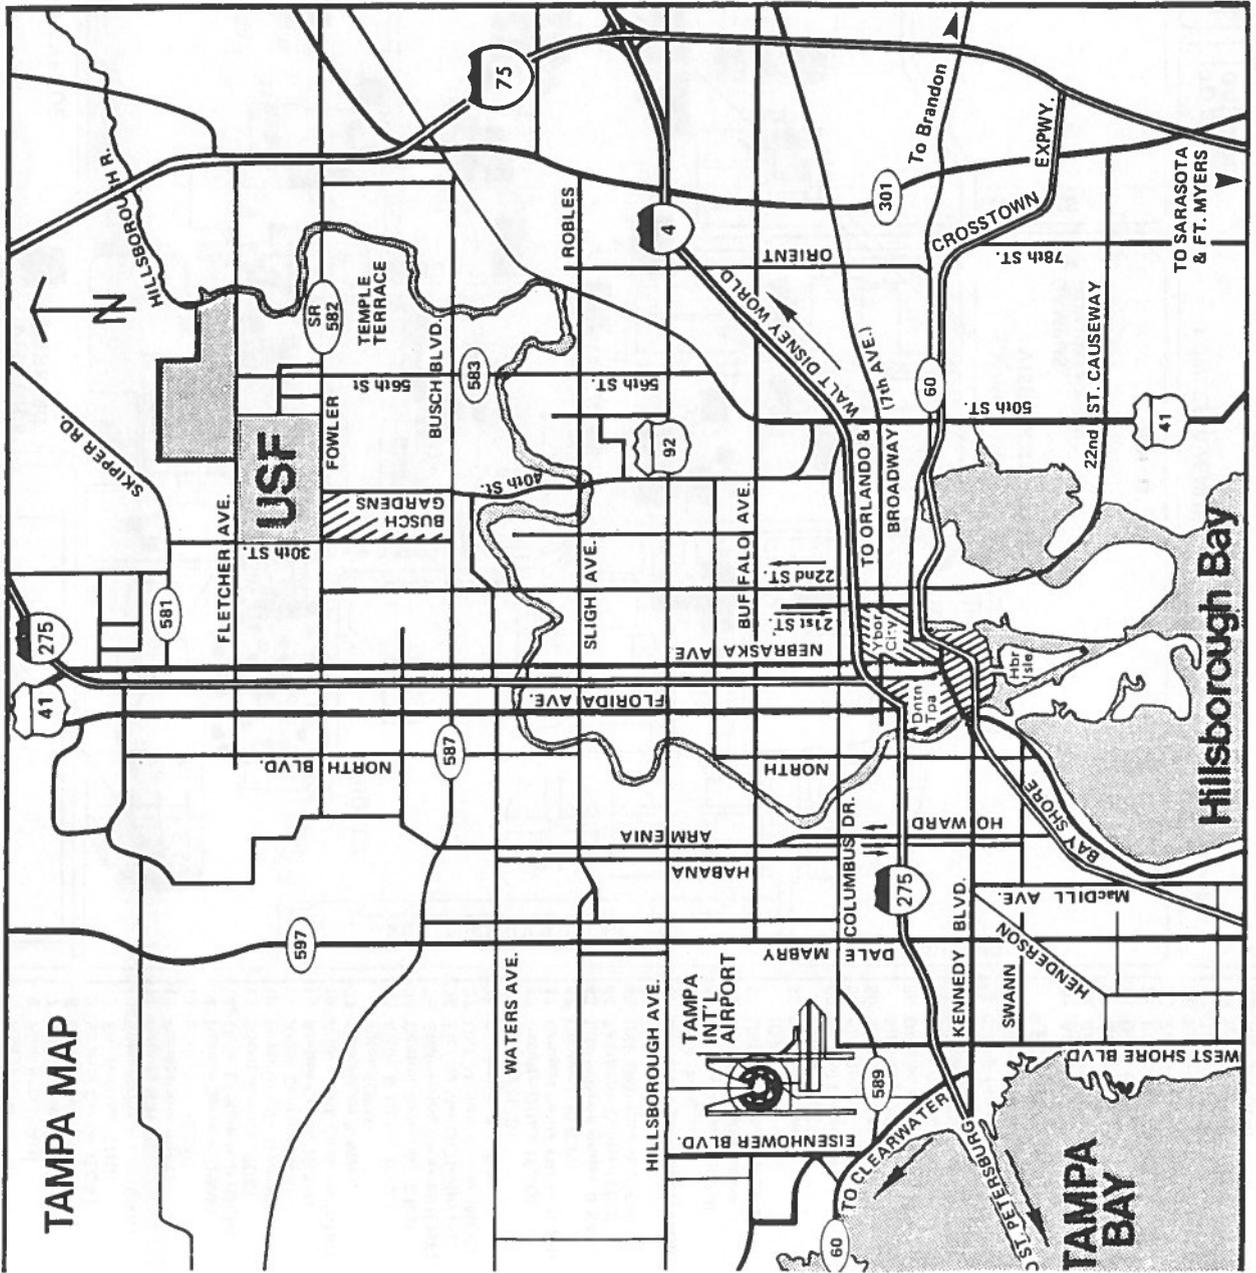 TAMPA MAP
N
HILLSBOROUGH R.
SKIPPER RD.
275
41
581
FLETCHER AVE.
USF
30th ST.
SR
582
FOWLER
56th St
TEMPLE
TERRACE
BUSCH BLVD.
583
BUSCH
GARDENS
40th St.
75
ROBLES
4
301
To Brandon
EXPWY.
CROSSTOWN
ORIENT
78th ST.
TO SARASOTA
& FT. MYERS
56th ST.
92
TO ORLANDO & WALT DISNEY WORLD
BROADWAY (7th AVE.)
60
50th ST.
41
22nd ST. CAUSEWAY
SLIGH AVE.
BUFFALO AVE.
22nd ST.
21st ST.
NEBRASKA AVE
FLORIDA AVE.
Ybor
City
Dntn
Tpa
Hbr
Isle
Hillsborough Bay
NORTH BLVD.
587
NORTH
ARMENIA
HABANA
COLUMBUS DR.
HOWARD
BAY SHORE
275
MacDILL AVE.
597
DALE MABRY
KENNEDY BLVD.
SWANN
HENDERSON
WATERS AVE.
HILLSBOROUGH AVE.
TAMPA
INT'L
AIRPORT
589
EISENHOWER BLVD.
WEST SHORE BLVD
TO CLEARWATER
TO ST. PETERSBURG
60
TAMPA
BAY